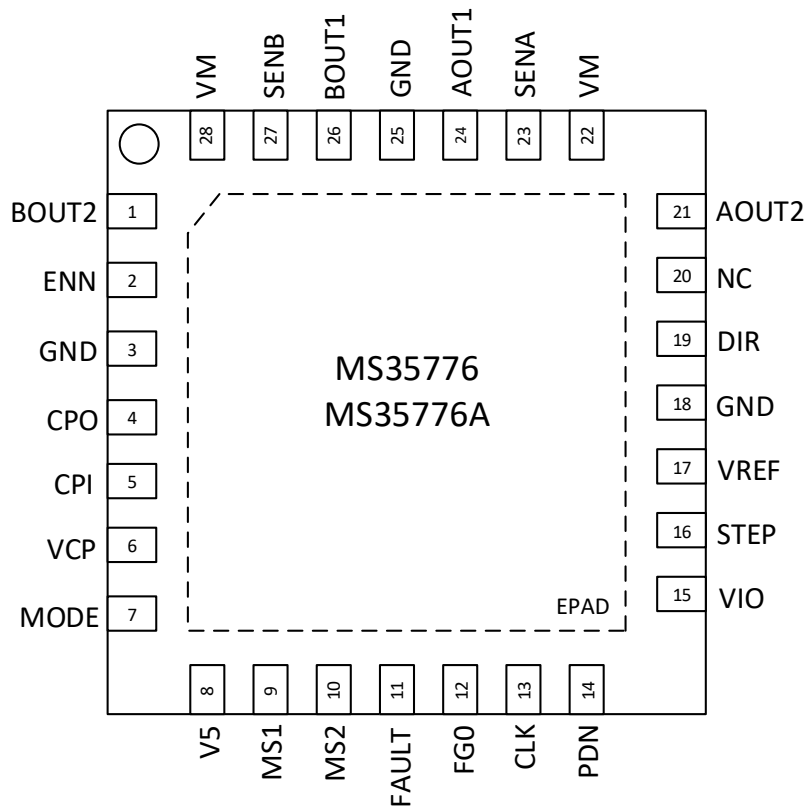 VM
SENB
BOUT1
GND
AOUT1
SENA
VM
28
27
26
25
24
23
22
BOUT2 1
ENN 2
GND 3
CPO 4
CPI 5
VCP 6
MODE 7
MS35776
MS35776A
EPAD
21 AOUT2
20 NC
19 DIR
18 GND
17 VREF
16 STEP
15 VIO
8
9
10
11
12
13
14
V5
MS1
MS2
FAULT
FG0
CLK
PDN